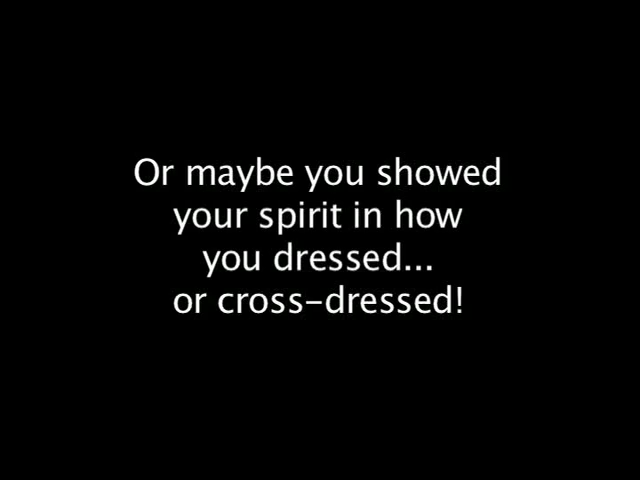 Or maybe you showed
your spirit in how
you dressed...
or cross-dressed!